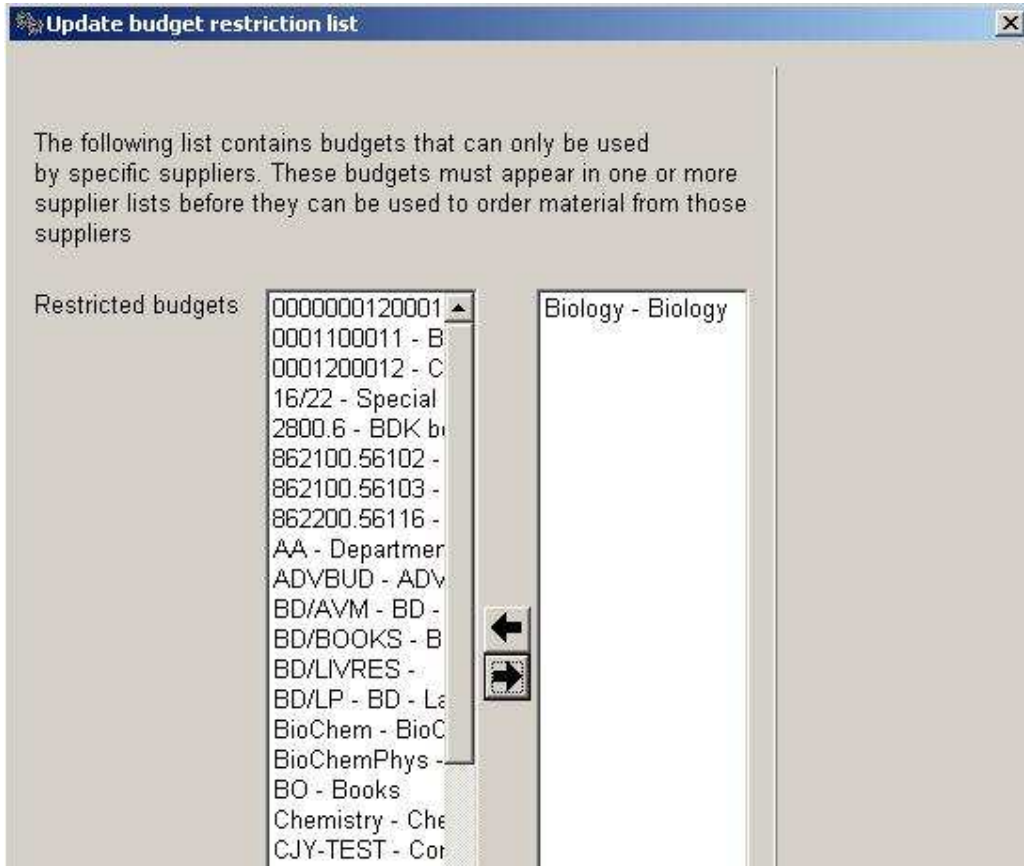 Update budget restriction list
The following list contains budgets that can only be used
by specific suppliers. These budgets must appear in one or more
supplier lists before they can be used to order material from those
suppliers
Restricted budgets
0000000120001
0001100011 - B
0001200012 - C
16/22 - Special
2800.6 - BDK
862100.56102 -
862100.56103 -
862200.56116 -
AA - Departmen
ADVBUD - ADV
BD/AVM - BD -
BD/BOOKS - B
BD/LIVRES -
BD/LP - BD - La
BioChem - BioC
BioChemPhys -
BO - Books
Chemistry - Che
CJY-TEST - Cor
Biology - Biology